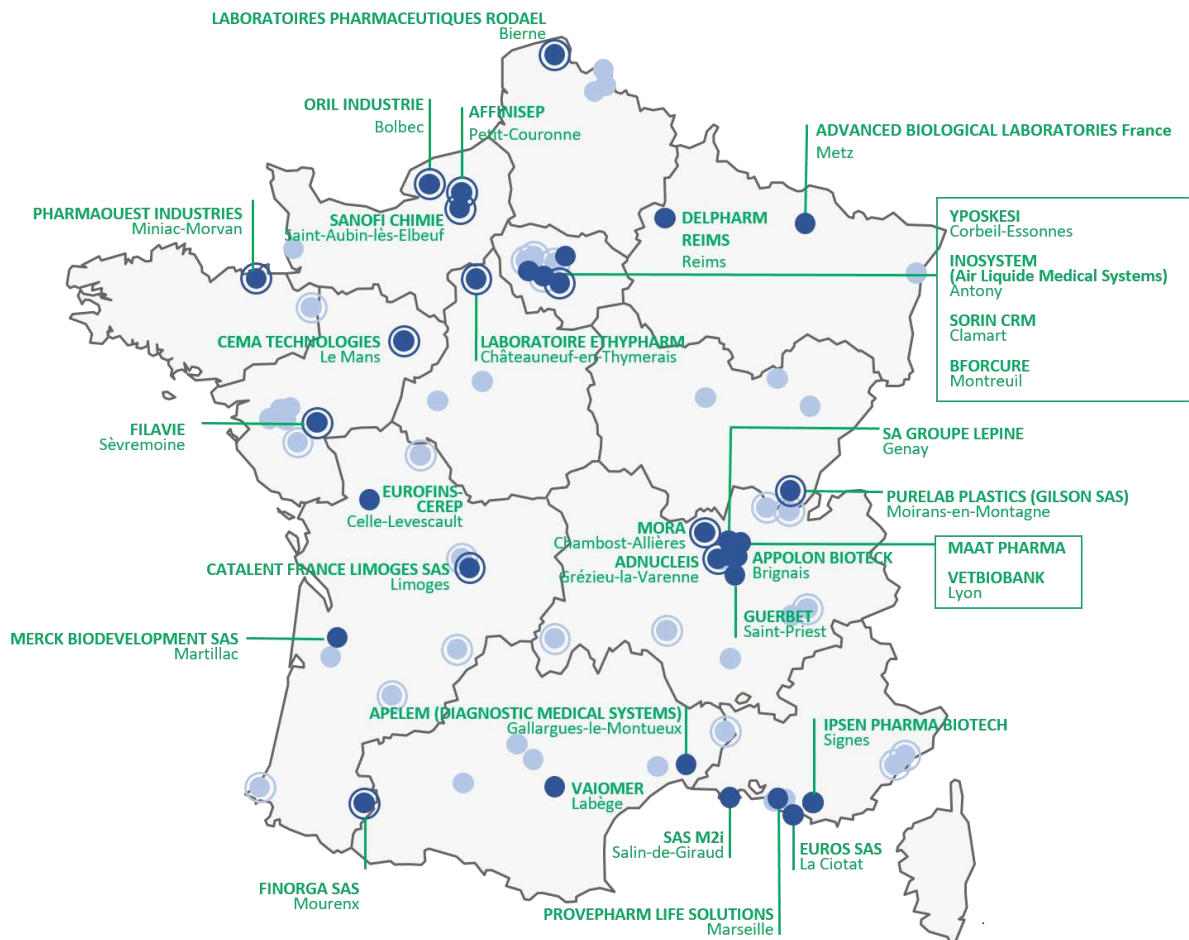 LABORATOIRES PHARMACEUTIQUES RODAEL
Bierne
ORIL INDUSTRIE
Bolbec
AFFINISEP
Petit-Couronne
ADVANCED BIOLOGICAL LABORATORIES France
Metz
PHARMAOUEST INDUSTRIES
Miniac-Morvan
SANOFI CHIMIE
Saint-Aubin-lès-Elbeuf
DELPHARM
REIMS
Reims
YPOSKESI
Corbeil-Essonnes
INOSYSTEM
(Air Liquide Medical Systems)
Antony
SORIN CRM
Clamart
BFORCURE
Montreuil
CEMA TECHNOLOGIES
Le Mans
LABORATOIRE ETHYPHARM
Châteauneuf-en-Thymerais
FILAVIE
Sèvremoine
SA GROUPE LEPINE
Genay
EUROFINS-
CEREP
Celle-Levescault
PURELAB PLASTICS (GILSON SAS)
Moirans-en-Montagne
MORA
Chambost-Allières
ADNUCLEIS
Grézieu-la-Varenne
APPOLON BIOTECK
Brignais
MAAT PHARMA
VETBIOBANK
Lyon
CATALENT FRANCE LIMOGES SAS
Limoges
GUERBET
Saint-Priest
MERCK BIODEVELOPMENT SAS
Martillac
APELEM (DIAGNOSTIC MEDICAL SYSTEMS)
Gallargues-le-Montueux
IPSEN PHARMA BIOTECH
Signes
VAIOMER
Labège
SAS M2i
Salin-de-Giraud
EUROS SAS
La Ciotat
FINORGA SAS
Mourenx
PROVEPHARM LIFE SOLUTIONS
Marseille